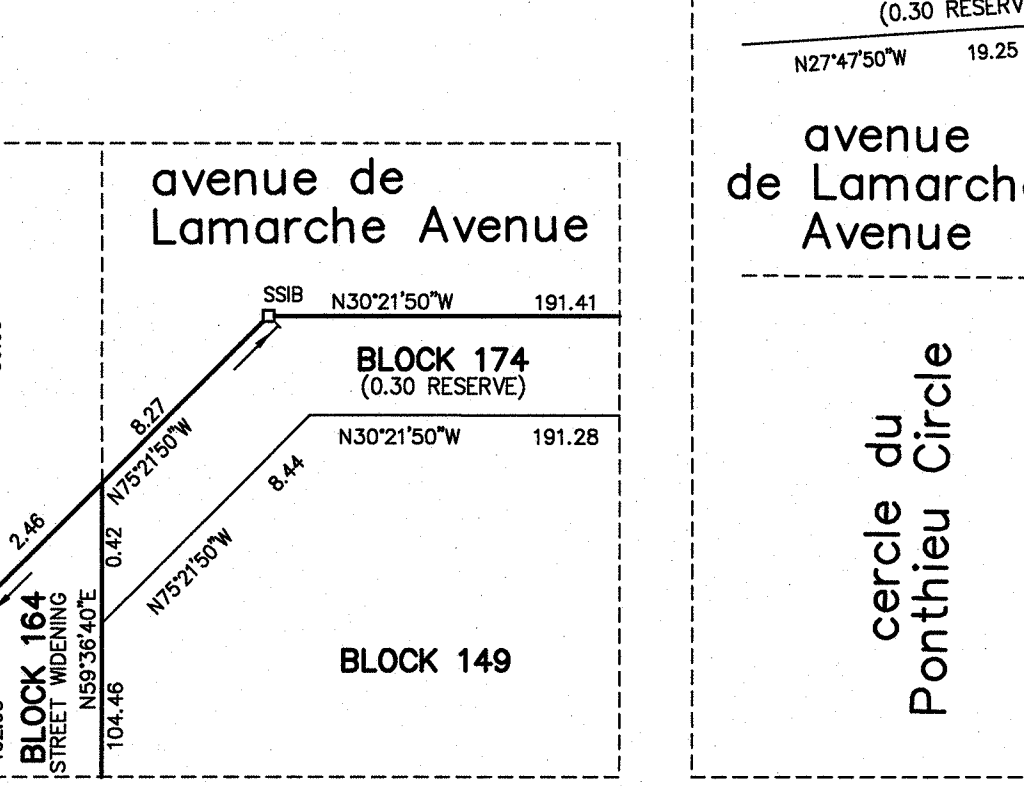 avenue de
Lamarche Avenue
SSIB
N30°21'50"W
191.41
BLOCK 174
(0.30 RESERVE)
N30°21'50"W
191.28
8.27
N75°21'50"W
8.44
N75°21'50"W
2.46
0.42
BLOCK 164
STREET WIDENING
N59°36'40"E
104.46
BLOCK 149
(0.30 RESERV
N27°47'50"W
19.25
avenue
de Lamarche
Avenue
cercle du
Ponthieu Circle